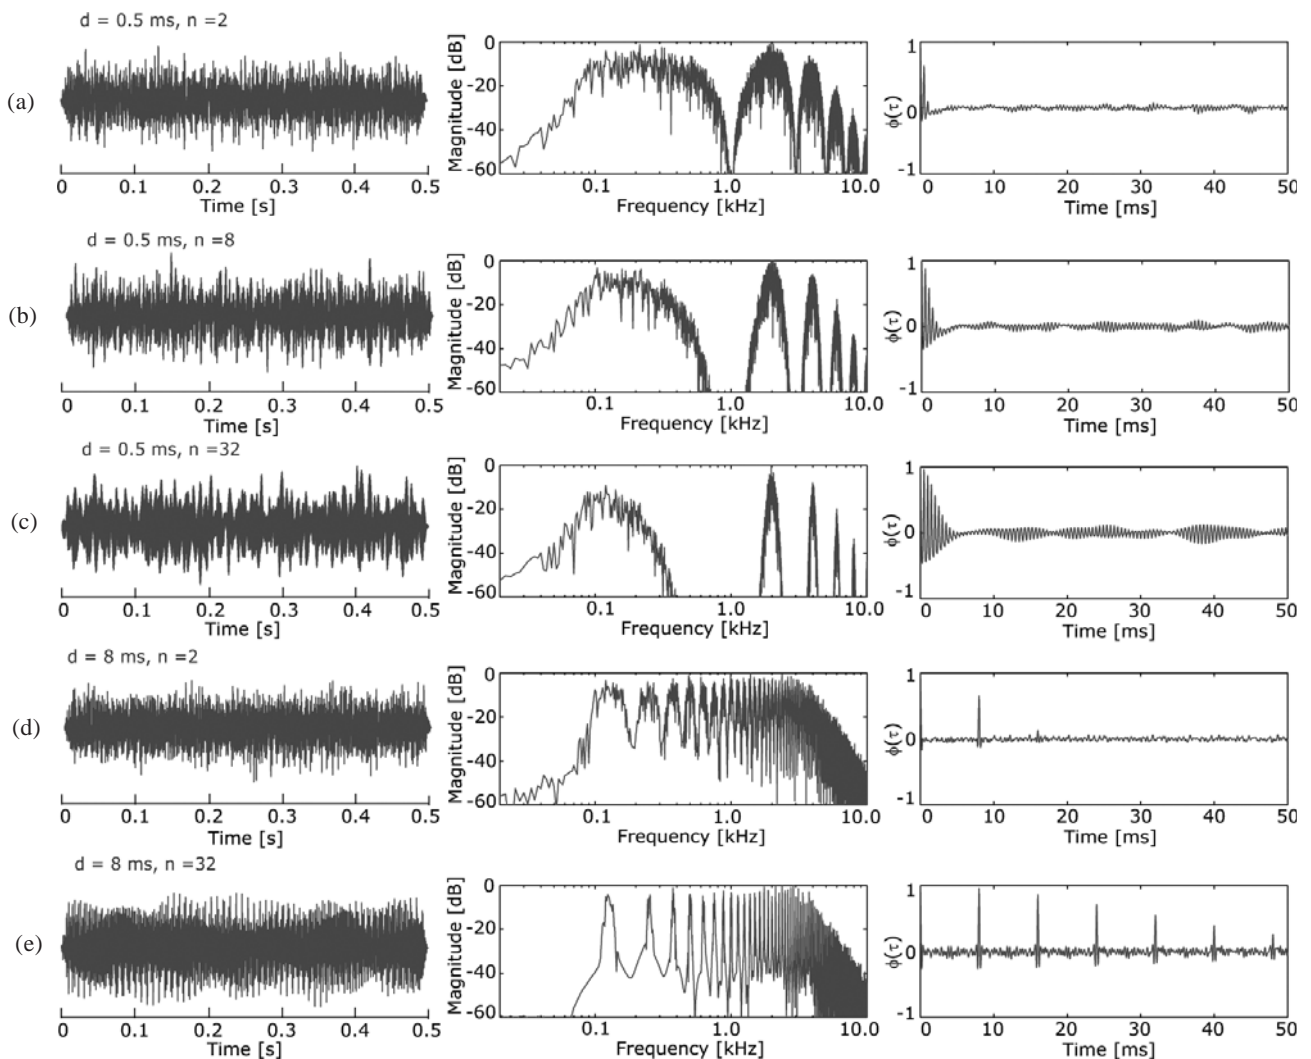 d = 0.5 ms, n =2
(a)
0 0.1 0.2 0.3 0.4 0.5
Time [s]
Magnitude [dB]
0
-20
-40
-60
0.1 1.0 10.0
Frequency [kHz]
ϕ(τ)
1
0
-1
0 10 20 30 40 50
Time [ms]
d = 0.5 ms, n =8
(b)
0 0.1 0.2 0.3 0.4 0.5
Time [s]
Magnitude [dB]
0
-20
-40
-60
0.1 1.0 10.0
Frequency [kHz]
ϕ(τ)
1
0
-1
0 10 20 30 40 50
Time [ms]
d = 0.5 ms, n =32
(c)
0 0.1 0.2 0.3 0.4 0.5
Time [s]
Magnitude [dB]
0
-20
-40
-60
0.1 1.0 10.0
Frequency [kHz]
ϕ(τ)
1
0
-1
0 10 20 30 40 50
Time [ms]
d = 8 ms, n =2
(d)
0 0.1 0.2 0.3 0.4 0.5
Time [s]
Magnitude [dB]
0
-20
-40
-60
0.1 1.0 10.0
Frequency [kHz]
ϕ(τ)
1
0
-1
0 10 20 30 40 50
Time [ms]
d = 8 ms, n =32
(e)
0 0.1 0.2 0.3 0.4 0.5
Time [s]
Magnitude [dB]
0
-20
-40
-60
0.1 1.0 10.0
Frequency [kHz]
ϕ(τ)
1
0
-1
0 10 20 30 40 50
Time [ms]